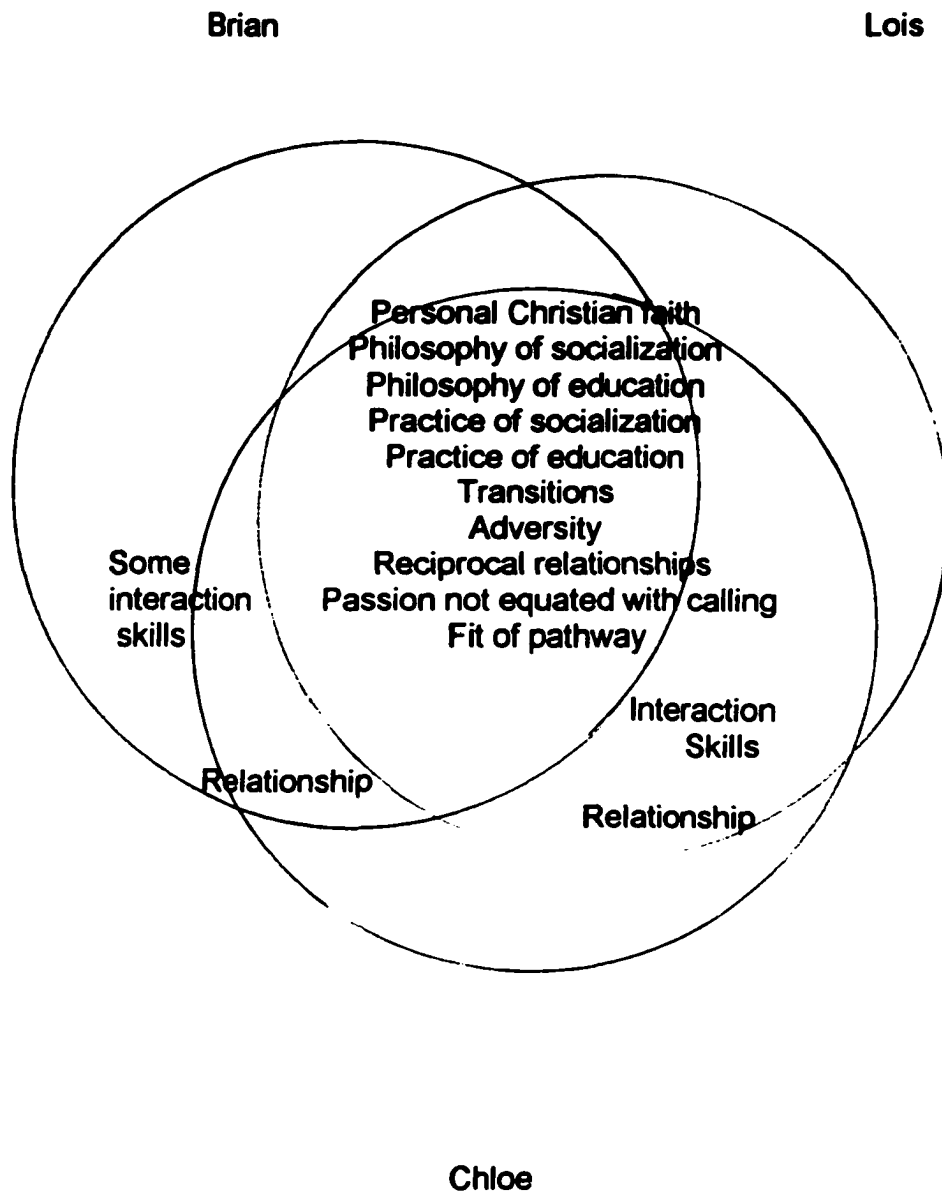 Brian
Lois
Personal Christian faith
Philosophy of socialization
Philosophy of education
Practice of socialization
Practice of education
Transitions
Adversity
Reciprocal relationships
Passion not equated with calling
Fit of pathway
Some
interaction
skills
Interaction
Skills
Relationship
Relationship
Chloe